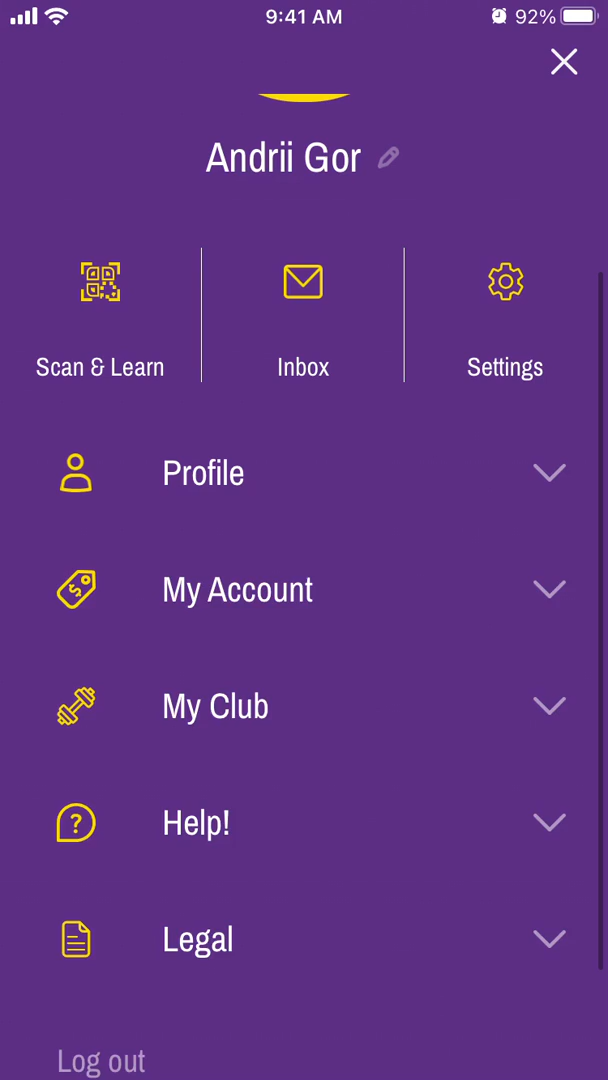 9:41 AM
92%
Andrii Gor
Scan & Learn
Inbox
Settings
Profile
My Account
My Club
Help!
Legal
Log out